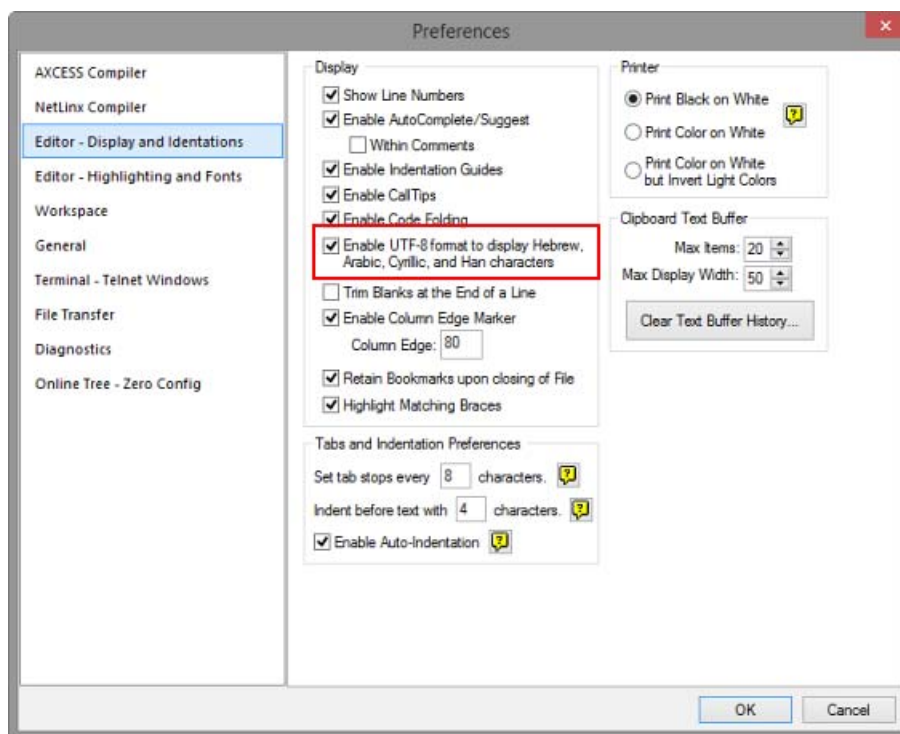 Preferences
AXCESS Compiler
NetLinx Compiler
Editor - Display and Identations
Editor - Highlighting and Fonts
Workspace
General
Terminal - Telnet Windows
File Transfer
Diagnostics
Online Tree - Zero Config
Display
Show Line Numbers
Enable AutoComplete/Suggest
Within Comments
Enable Indentation Guides
Enable CallTips
Enable Code Folding
Enable UTF-8 format to display Hebrew,
Arabic, Cyrillic, and Han characters
Trim Blanks at the End of a Line
Enable Column Edge Marker
Column Edge: 80
Retain Bookmarks upon closing of File
Highlight Matching Braces
Tabs and Indentation Preferences
Set tab stops every 8 characters.
Indent before text with 4 characters.
Enable Auto-Indentation
Printer
Print Black on White
Print Color on White
Print Color on White
but Invert Light Colors
Clipboard Text Buffer
Max Items: 20
Max Display Width: 50
Clear Text Buffer History...
OK
Cancel